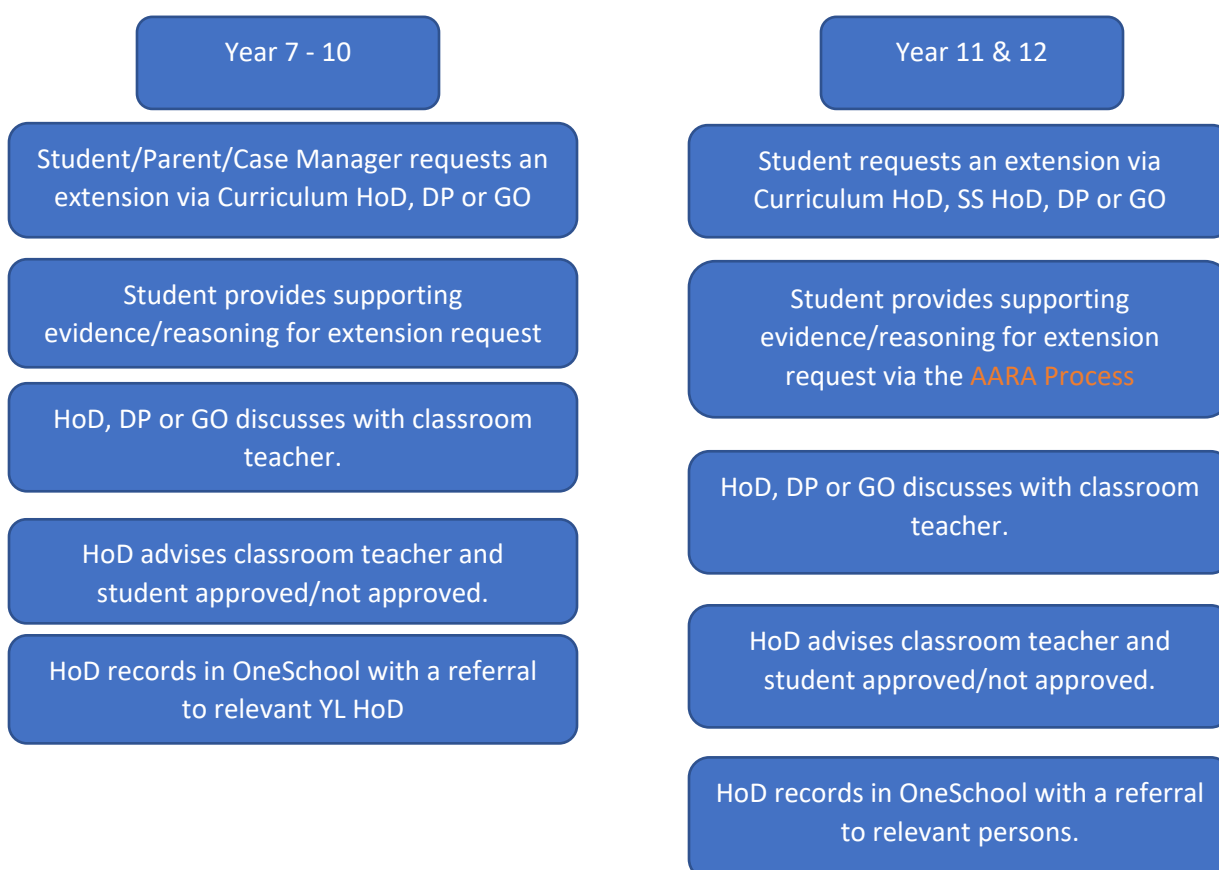 Year 7 - 10
Student/Parent/Case Manager requests an
extension via Curriculum HoD, DP or GO
Student provides supporting
evidence/reasoning for extension request
HoD, DP or GO discusses with classroom
teacher.
HoD advises classroom teacher and
student approved/not approved.
HoD records in OneSchool with a referral
to relevant YL HoD
Year 11 & 12
Student requests an extension via
Curriculum HoD, SS HoD, DP or GO
Student provides supporting
evidence/reasoning for extension
request via the AARA Process
HoD, DP or GO discusses with classroom
teacher.
HoD advises classroom teacher and
student approved/not approved.
HoD records in OneSchool with a referral
to relevant persons.